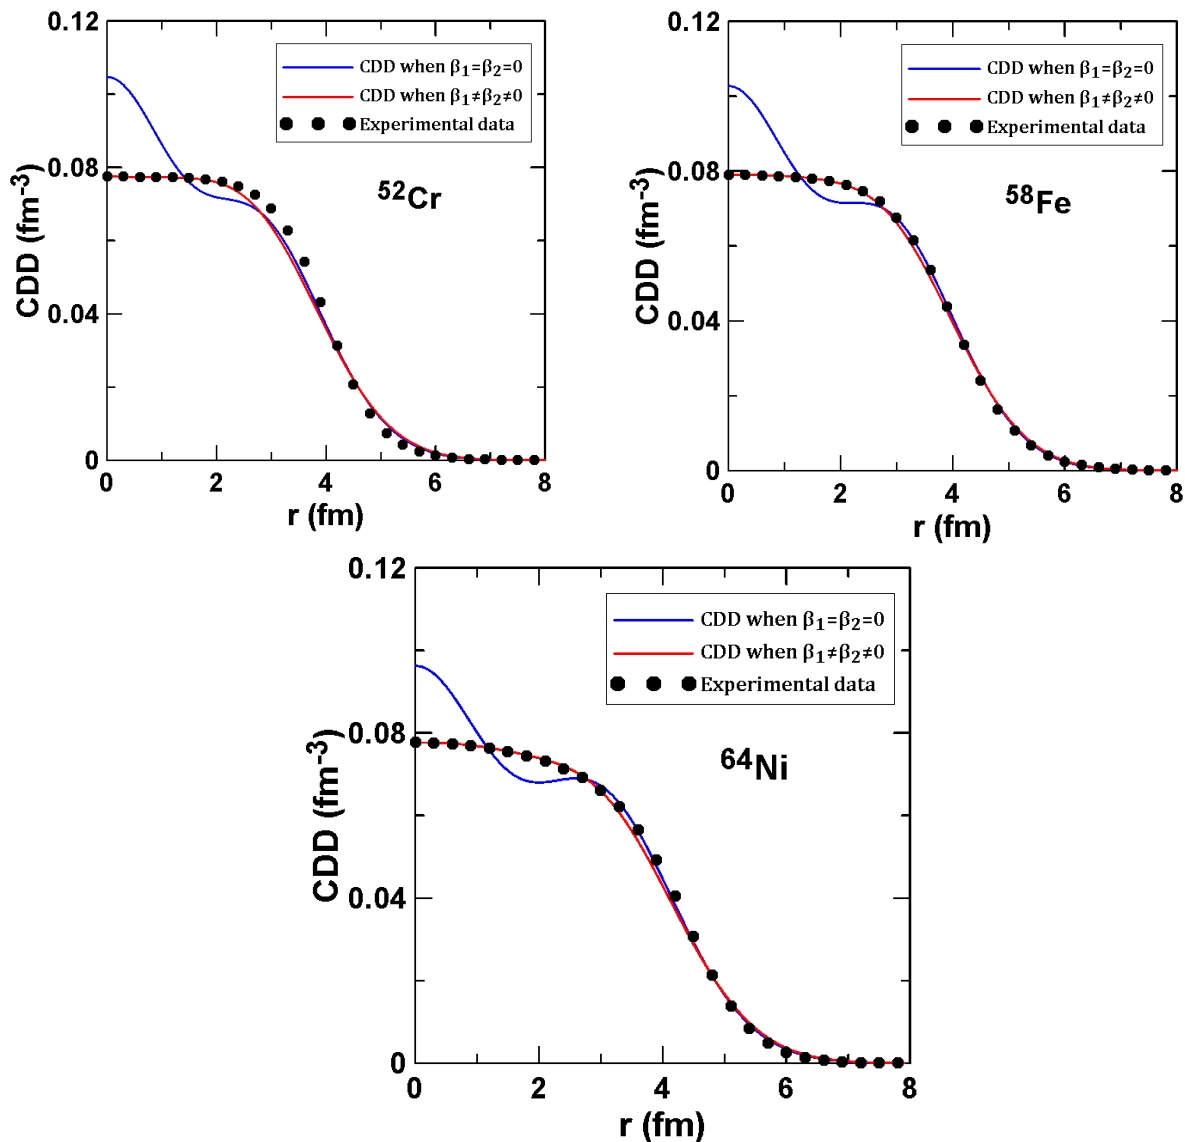 0.12
CDD when β₁=β₂=0
CDD when β₁≠β₂≠0
Experimental data
0.08
⁵²Cr
CDD (fm⁻³)
0.04
0
0 2 4 6 8
r (fm)
0.12
CDD when β₁=β₂=0
CDD when β₁≠β₂≠0
Experimental data
0.08
⁵⁸Fe
CDD (fm⁻³)
0.04
0
0 2 4 6 8
r (fm)
0.12
CDD when β₁=β₂=0
CDD when β₁≠β₂≠0
Experimental data
0.08
⁶⁴Ni
CDD (fm⁻³)
0.04
0
0 2 4 6 8
r (fm)